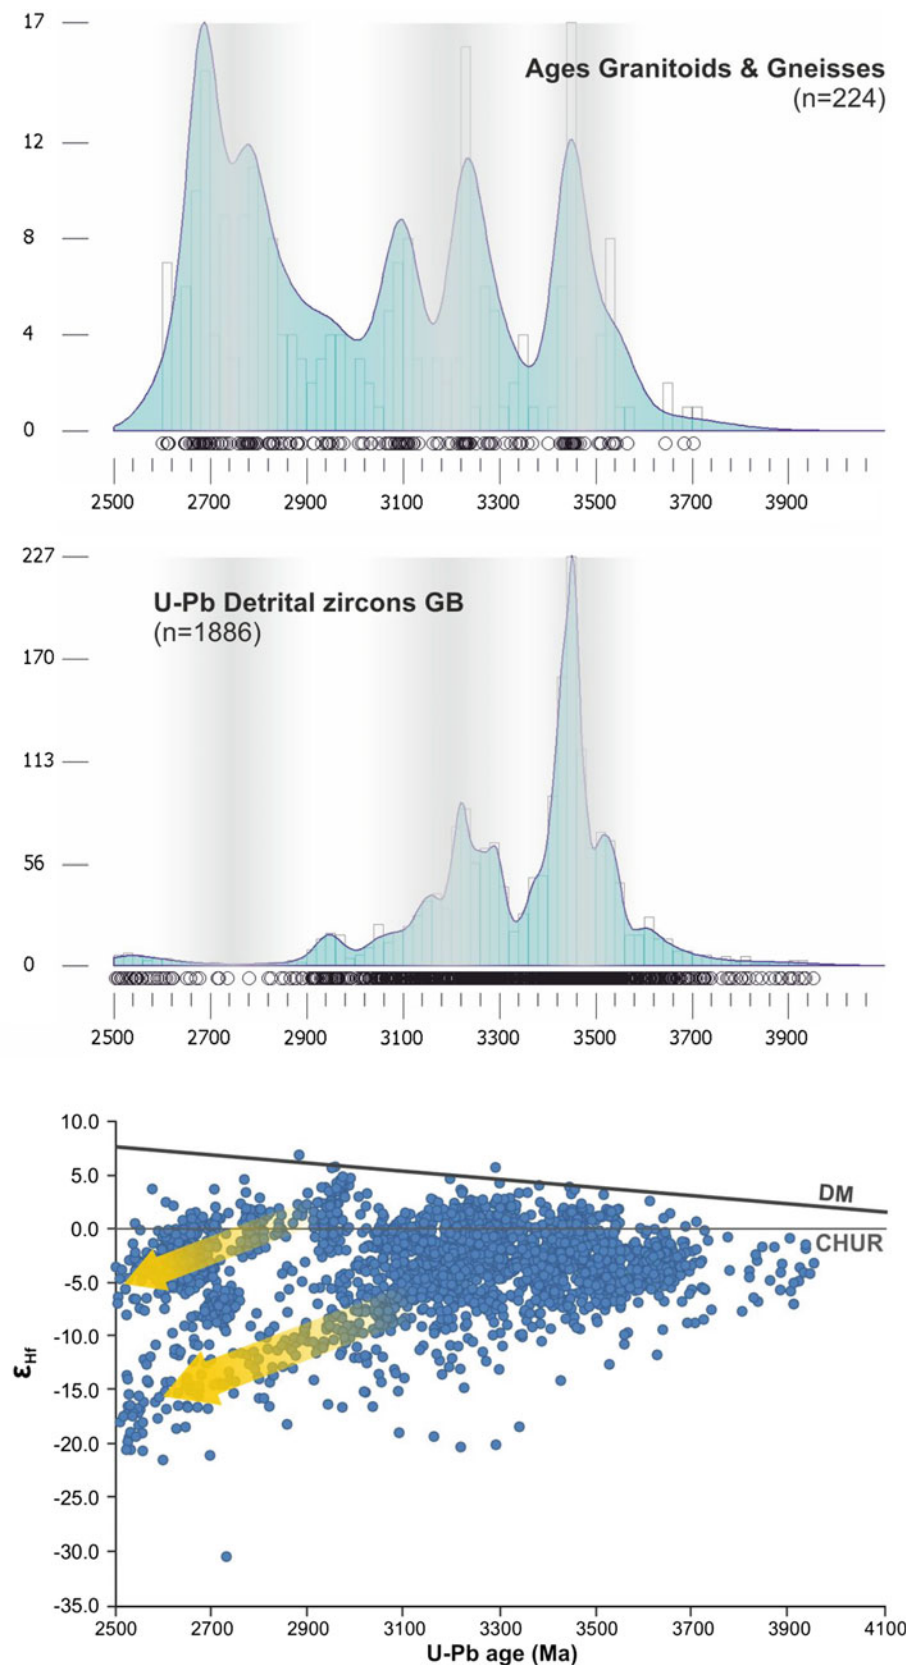 17
Ages Granitoids & Gneisses
(n=224)
12
8
4
0
2500 2700 2900 3100 3300 3500 3700 3900
227
U-Pb Detrital zircons GB
(n=1886)
170
113
56
0
2500 2700 2900 3100 3300 3500 3700 3900
10.0
5.0
DM
0.0
CHUR
-5.0
-10.0
εHf
-15.0
-20.0
-25.0
-30.0
-35.0
2500 2700 2900 3100 3300 3500 3700 3900 4100
U-Pb age (Ma)